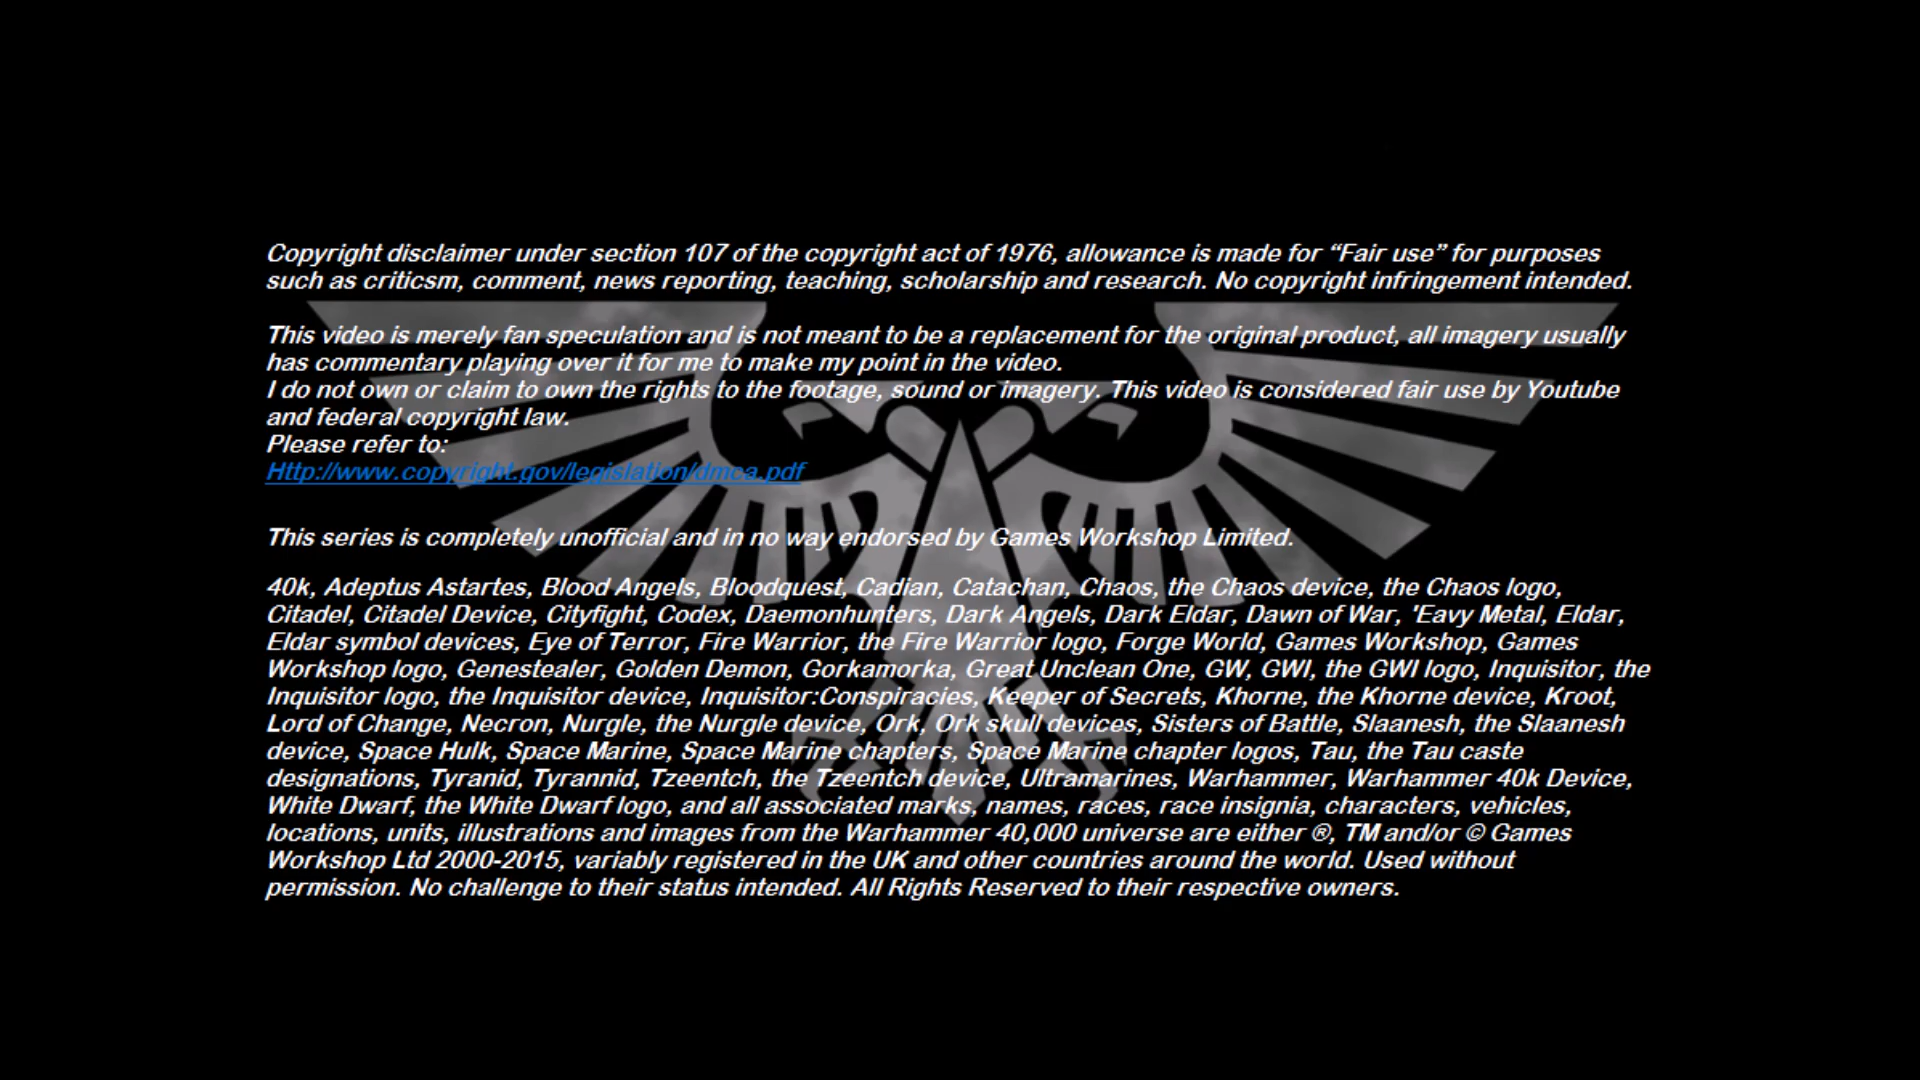 Copyright disclaimer under section 107 of the copyright act of 1976, allowance is made for “Fair use” for purposes
such as criticsm, comment, news reporting, teaching, scholarship and research. No copyright infringement intended.
This video is merely fan speculation and is not meant to be a replacement for the original product, all imagery usually
has commentary playing over it for me to make my point in the video.
I do not own or claim to own the rights to the footage, sound or imagery. This video is considered fair use by Youtube
and federal copyright law.
Please refer to:
Http://www.copyright.gov/legislation/dmca.pdf
This series is completely unofficial and in no way endorsed by Games Workshop Limited.
40k, Adeptus Astartes, Blood Angels, Bloodquest, Cadian, Catachan, Chaos, the Chaos device, the Chaos logo,
Citadel, Citadel Device, Cityfight, Codex, Daemonhunters, Dark Angels, Dark Eldar, Dawn of War, 'Eavy Metal, Eldar,
Eldar symbol devices, Eye of Terror, Fire Warrior, the Fire Warrior logo, Forge World, Games Workshop, Games
Workshop logo, Genestealer, Golden Demon, Gorkamorka, Great Unclean One, GW, GWI, the GWI logo, Inquisitor, the
Inquisitor logo, the Inquisitor device, Inquisitor:Conspiracies, Keeper of Secrets, Khorne, the Khorne device, Kroot,
Lord of Change, Necron, Nurgle, the Nurgle device, Ork, Ork skull devices, Sisters of Battle, Slaanesh, the Slaanesh
device, Space Hulk, Space Marine, Space Marine chapters, Space Marine chapter logos, Tau, the Tau caste
designations, Tyranid, Tyrannid, Tzeentch, the Tzeentch device, Ultramarines, Warhammer, Warhammer 40k Device,
White Dwarf, the White Dwarf logo, and all associated marks, names, races, race insignia, characters, vehicles,
locations, units, illustrations and images from the Warhammer 40,000 universe are either ®, TM and/or © Games
Workshop Ltd 2000-2015, variably registered in the UK and other countries around the world. Used without
permission. No challenge to their status intended. All Rights Reserved to their respective owners.